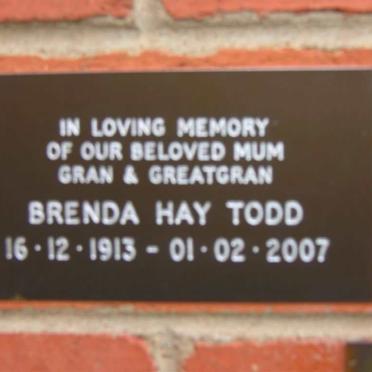 IN LOVING MEMORY
OF OUR BELOVED MUM
GRAN & GREATGRAN
BRENDA HAY TODD
16·12·1913 - 01·02·2007